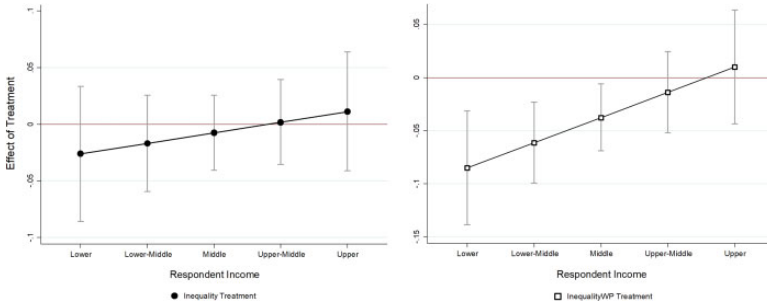 .1
.05
0
-.05
-.1
Effect of Treatment
Lower Lower-Middle Middle Upper-Middle Upper
Respondent Income
Inequality Treatment
.05
0
-.05
-.1
-.15
Lower Lower-Middle Middle Upper-Middle Upper
Respondent Income
InequalityWP Treatment